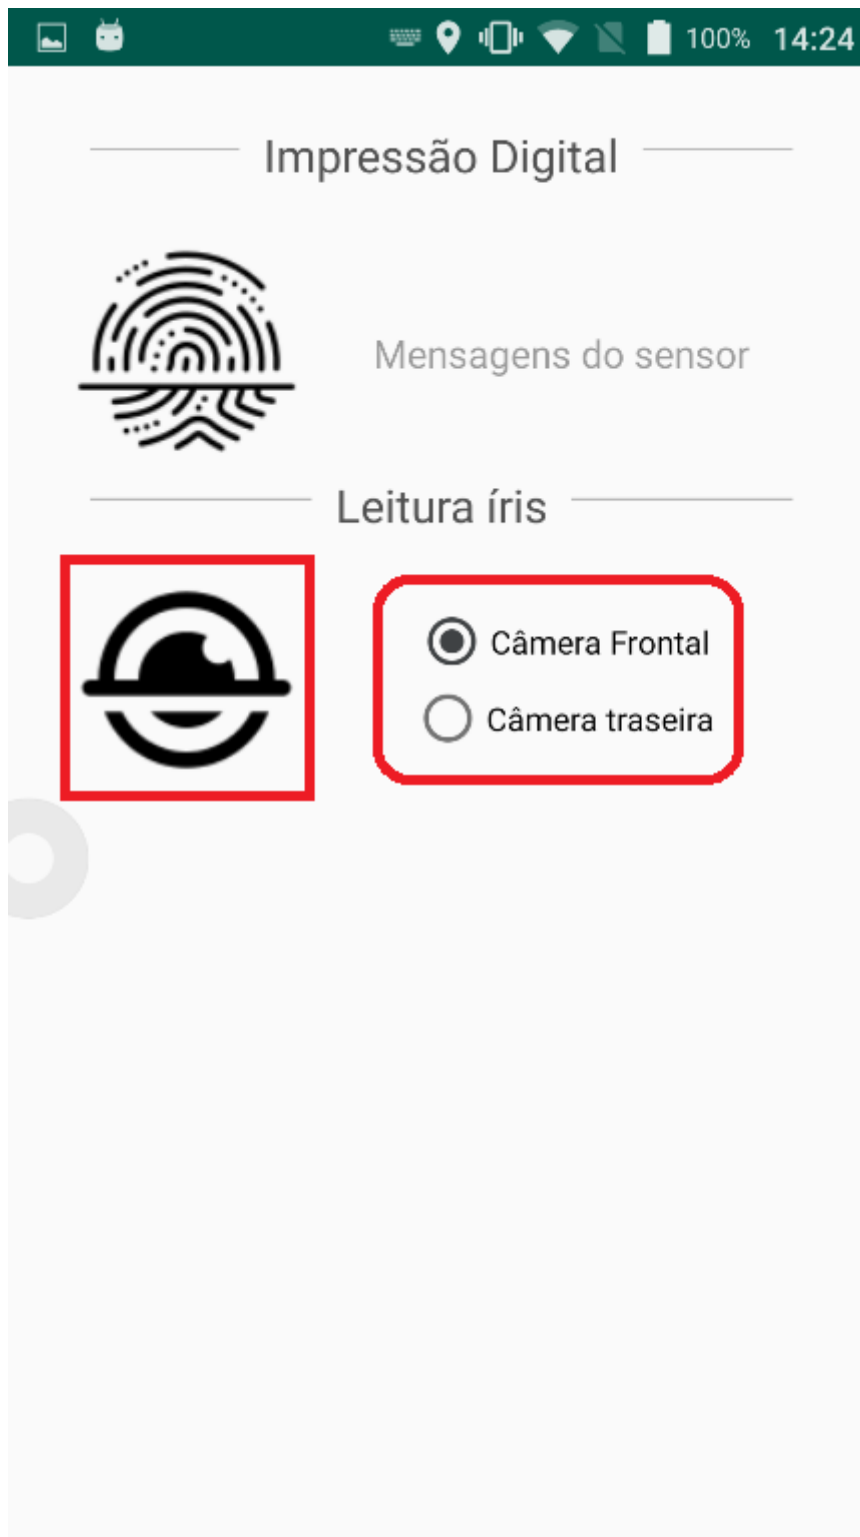 100% 14:24
Impressão Digital
Mensagens do sensor
Leitura íris
Câmera Frontal
Câmera traseira